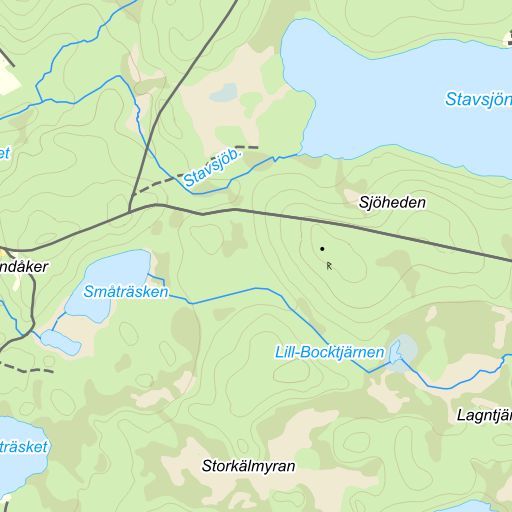 Stavsjön
et
Stavsjöb.
Sjöheden
ndåker
R
Småträsken
Lill-Bocktjärnen
Lagntjär
träsket
Storkälmyran